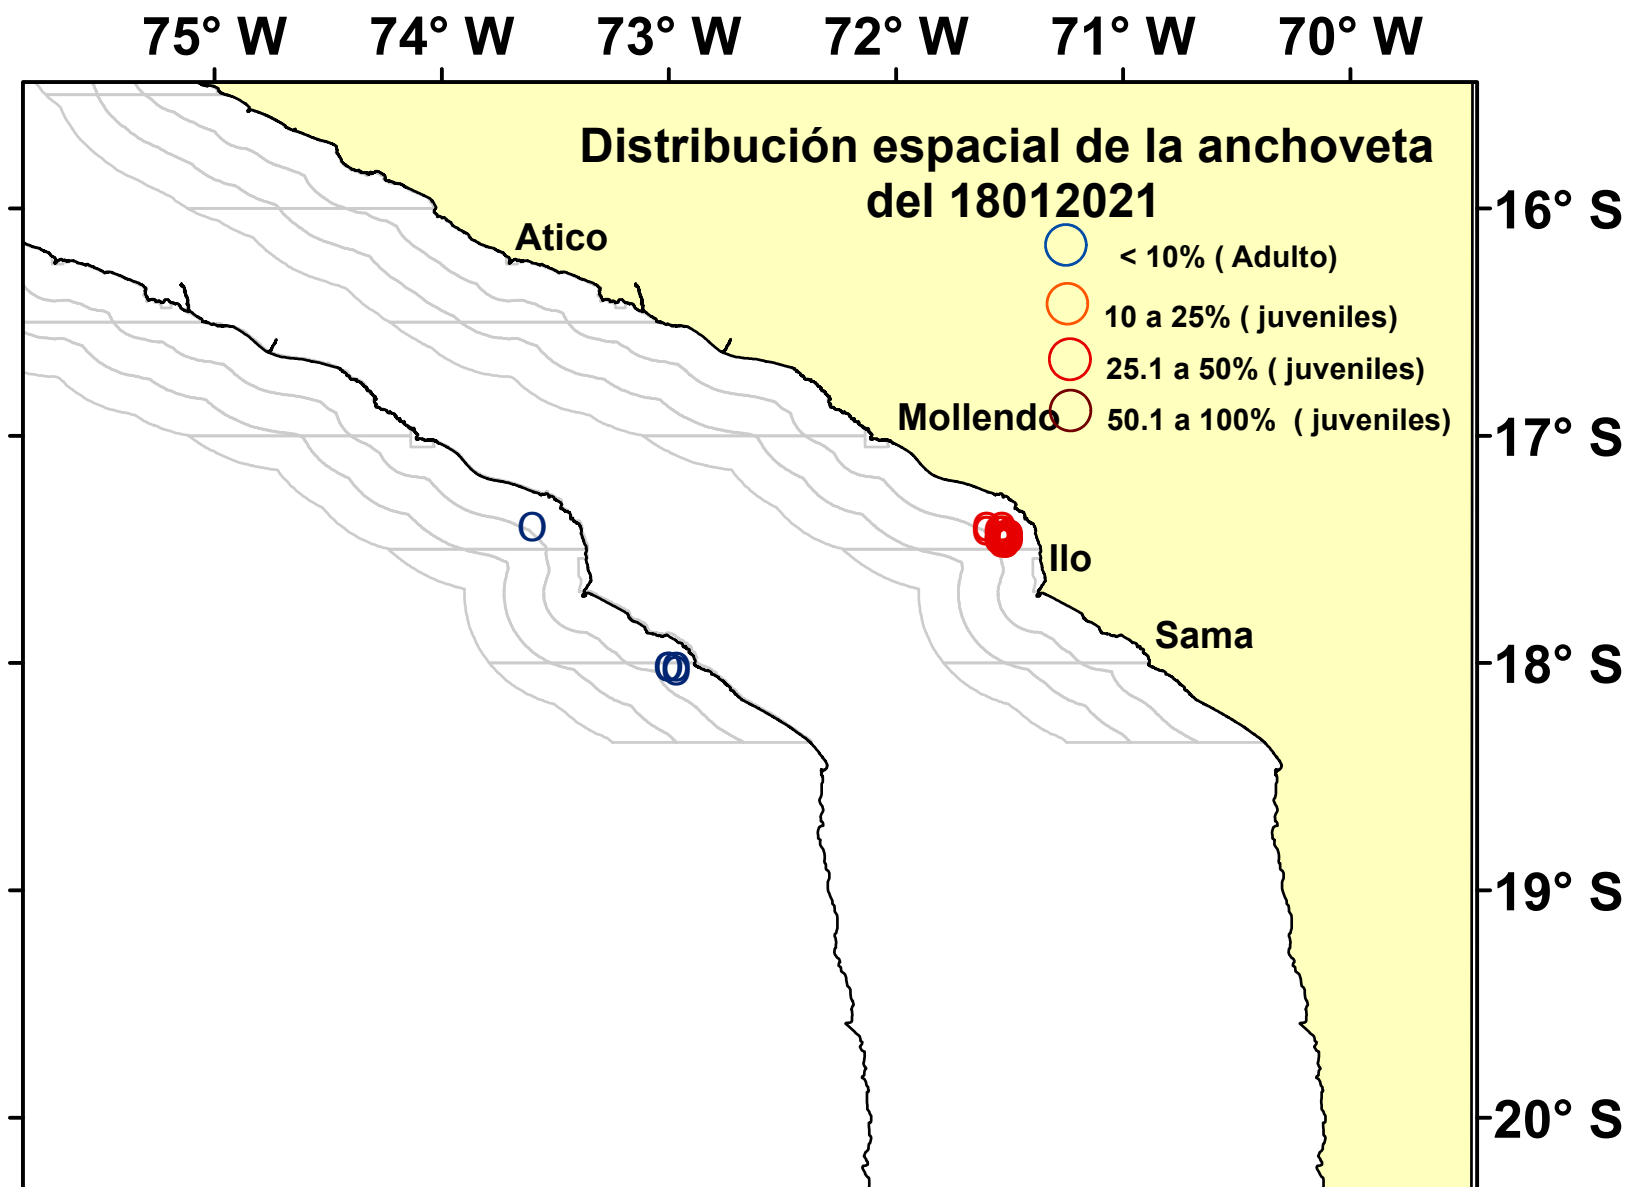 75° W 74° W 73° W 72° W 71° W 70° W
Distribución espacial de la anchoveta
del 18012021
16° S
Atico
< 10% ( Adulto)
10 a 25% ( juveniles)
25.1 a 50% ( juveniles)
Mollendo
50.1 a 100% ( juveniles)
17° S
Ilo
Sama
18° S
19° S
20° S